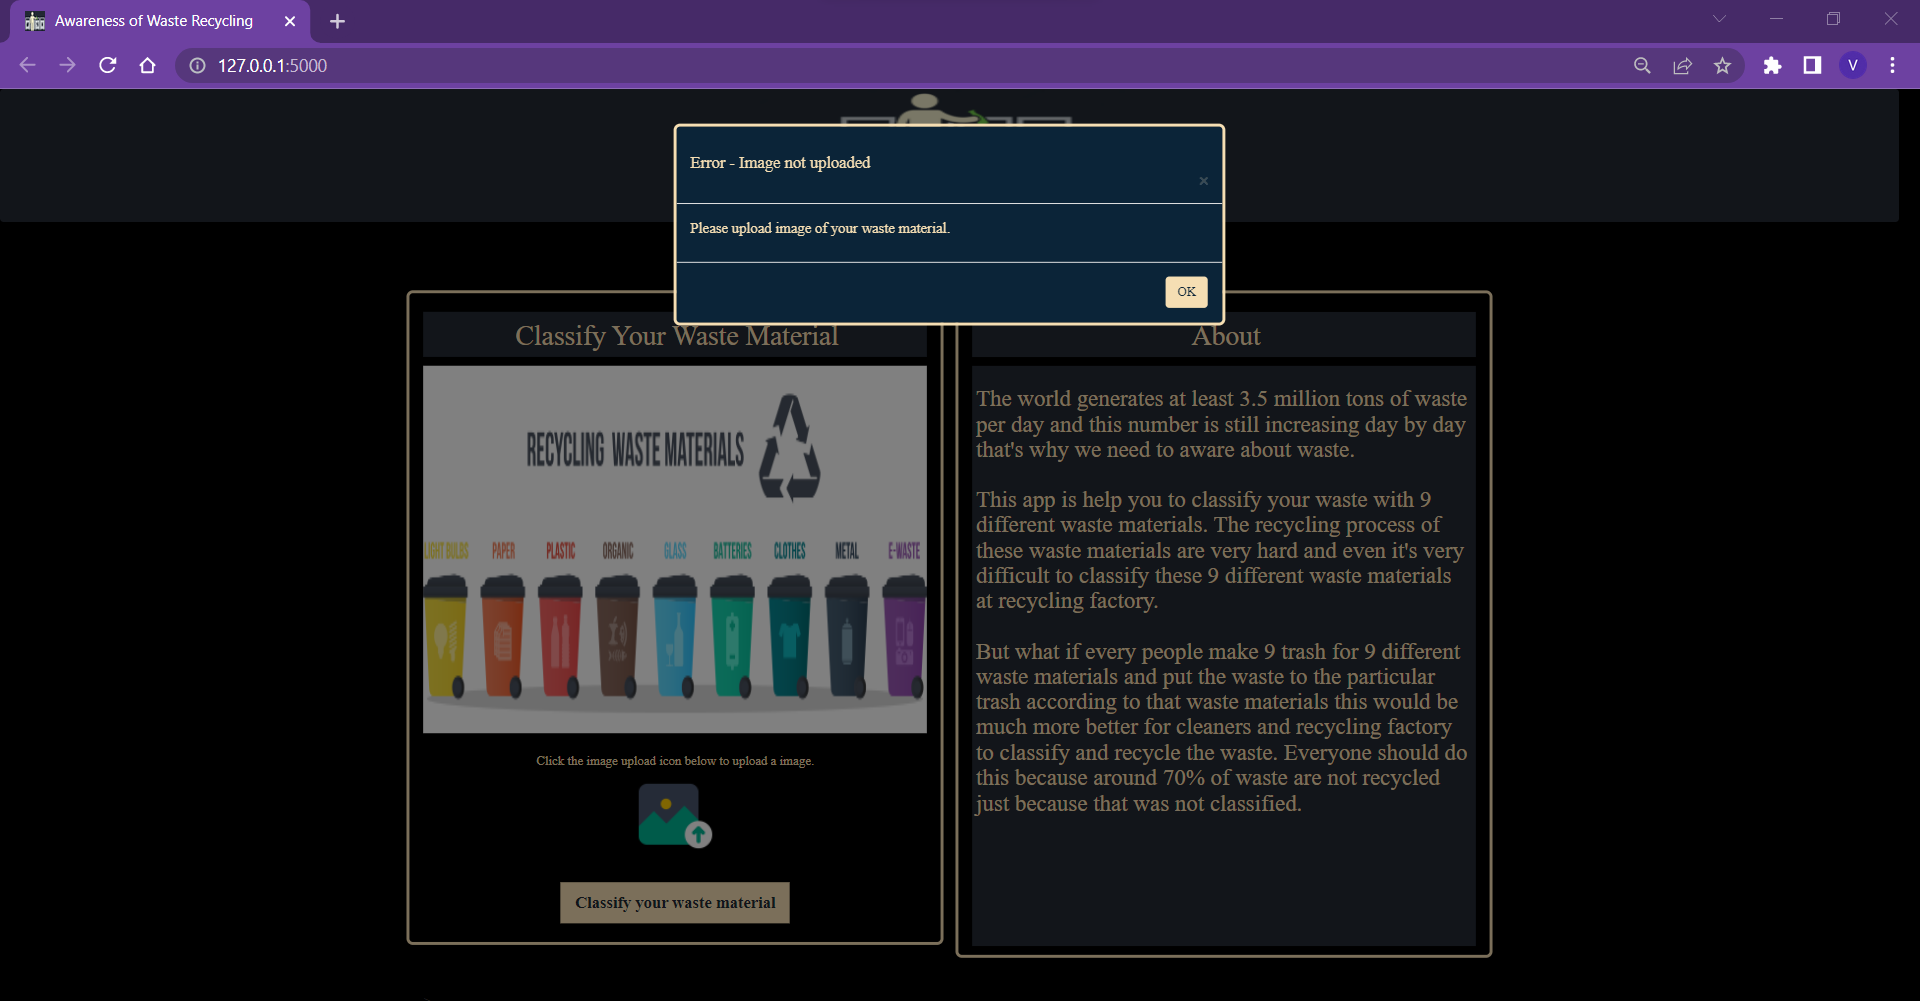 Awareness of Waste Recycling
127.0.0.1:5000
V
Error - Image not uploaded
×
Please upload image of your waste material.
OK
Classify Your Waste Material
RECYCLING WASTE MATERIALS
LIGHT BULBS PAPER PLASTIC ORGANIC GLASS BATTERIES CLOTHES METAL E-WASTE
Click the image upload icon below to upload a image.
Classify your waste material
About
The world generates at least 3.5 million tons of waste
per day and this number is still increasing day by day
that's why we need to aware about waste.
This app is help you to classify your waste with 9
different waste materials. The recycling process of
these waste materials are very hard and even it's very
difficult to classify these 9 different waste materials
at recycling factory.
But what if every people make 9 trash for 9 different
waste materials and put the waste to the particular
trash according to that waste materials this would be
much more better for cleaners and recycling factory
to classify and recycle the waste. Everyone should do
this because around 70% of waste are not recycled
just because that was not classified.